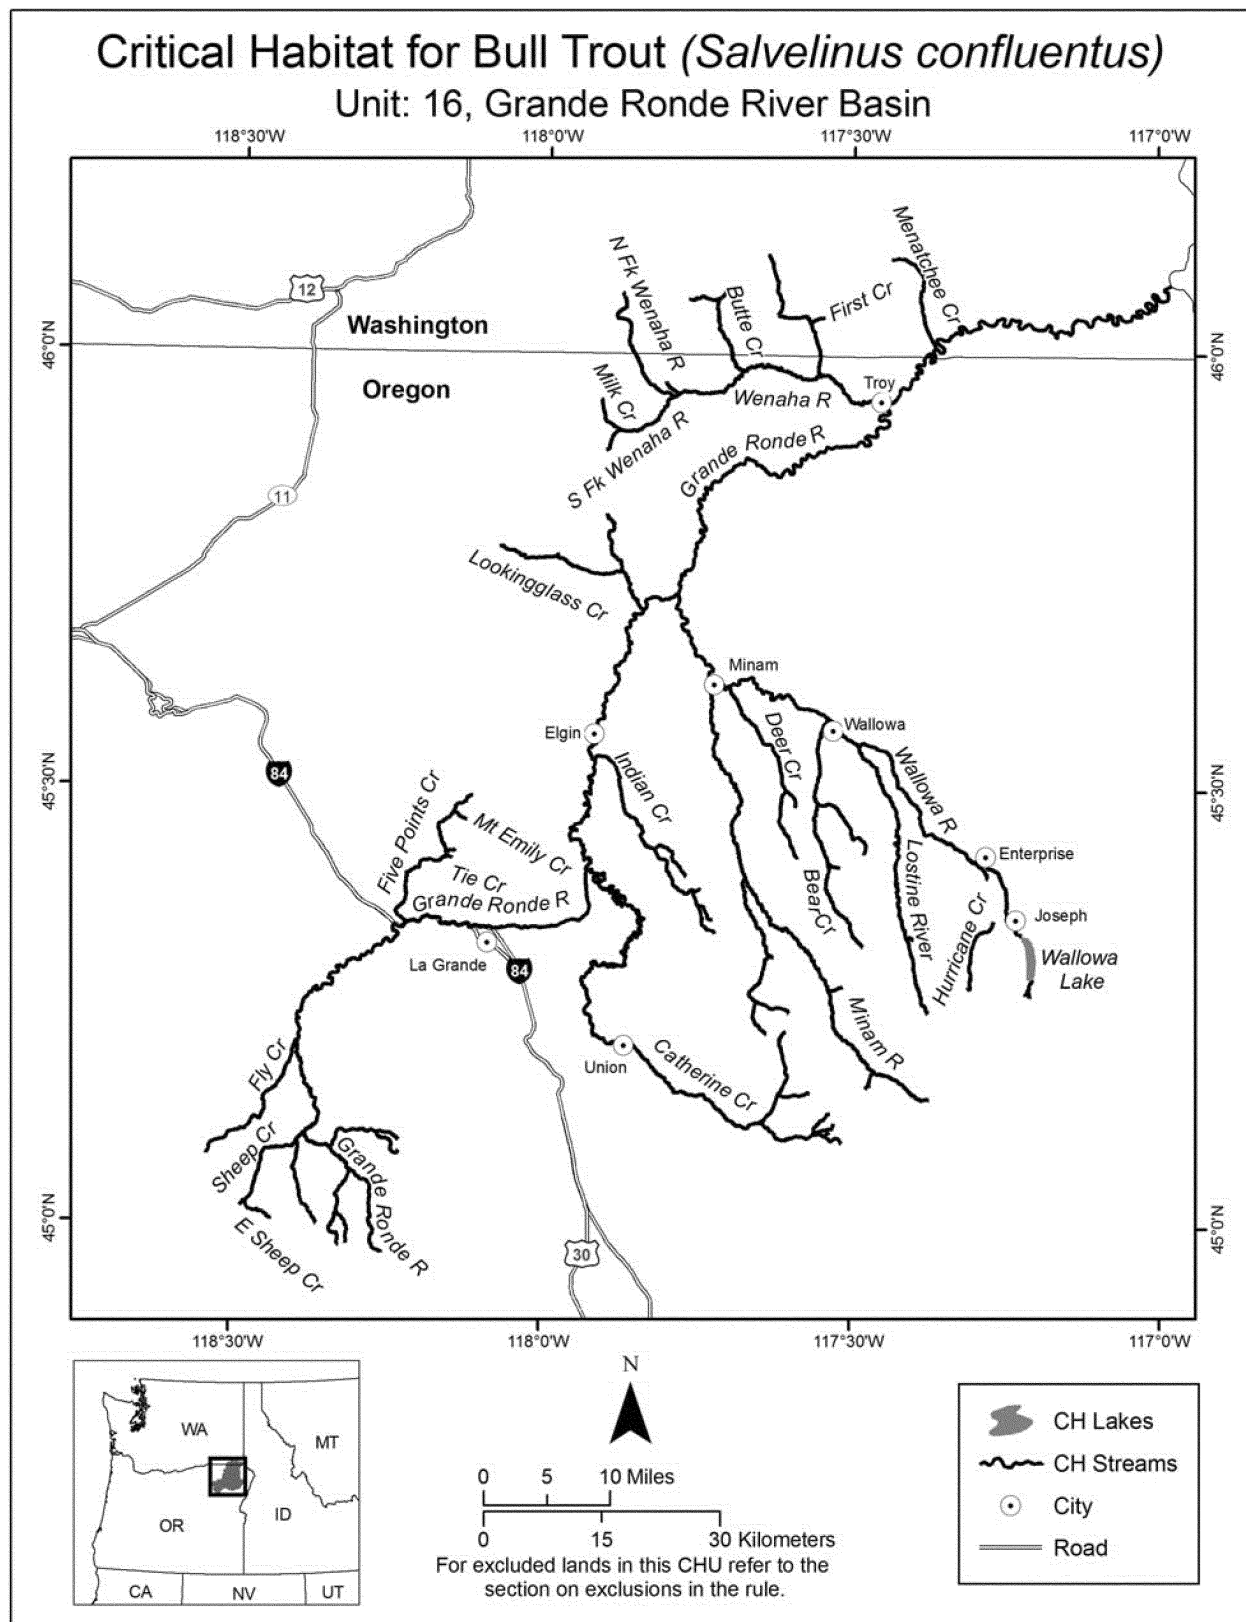 Critical Habitat for Bull Trout (Salvelinus confluentus)
Unit: 16, Grande Ronde River Basin
118°30'W
118°0'W
117°30'W
117°0'W
12
Washington
46°0'N
46°0'N
Oregon
N Fk Wenaha R
Butte Cr
First Cr
Menatchee Cr
Milk Cr
Wenaha R
Troy
S Fk Wenaha R
Grande Ronde R
11
Lookingglass Cr
Minam
Elgin
Wallowa
Deer Cr
Indian Cr
Wallowa R
84
45°30'N
45°30'N
Five Points Cr
Mt Emily Cr
Tie Cr
Grande Ronde R
Enterprise
Lostine River
Bear Cr
Hurricane Cr
Joseph
Wallowa
Lake
La Grande
84
Minam R
Union
Catherine Cr
Fly Cr
Sheep Cr
Grande Ronde R
E Sheep Cr
45°0'N
45°0'N
30
118°30'W
118°0'W
117°30'W
117°0'W
WA
MT
OR
ID
CA
NV
UT
N
0
5
10 Miles
0
15
30 Kilometers
For excluded lands in this CHU refer to the
section on exclusions in the rule.
CH Lakes
CH Streams
City
Road